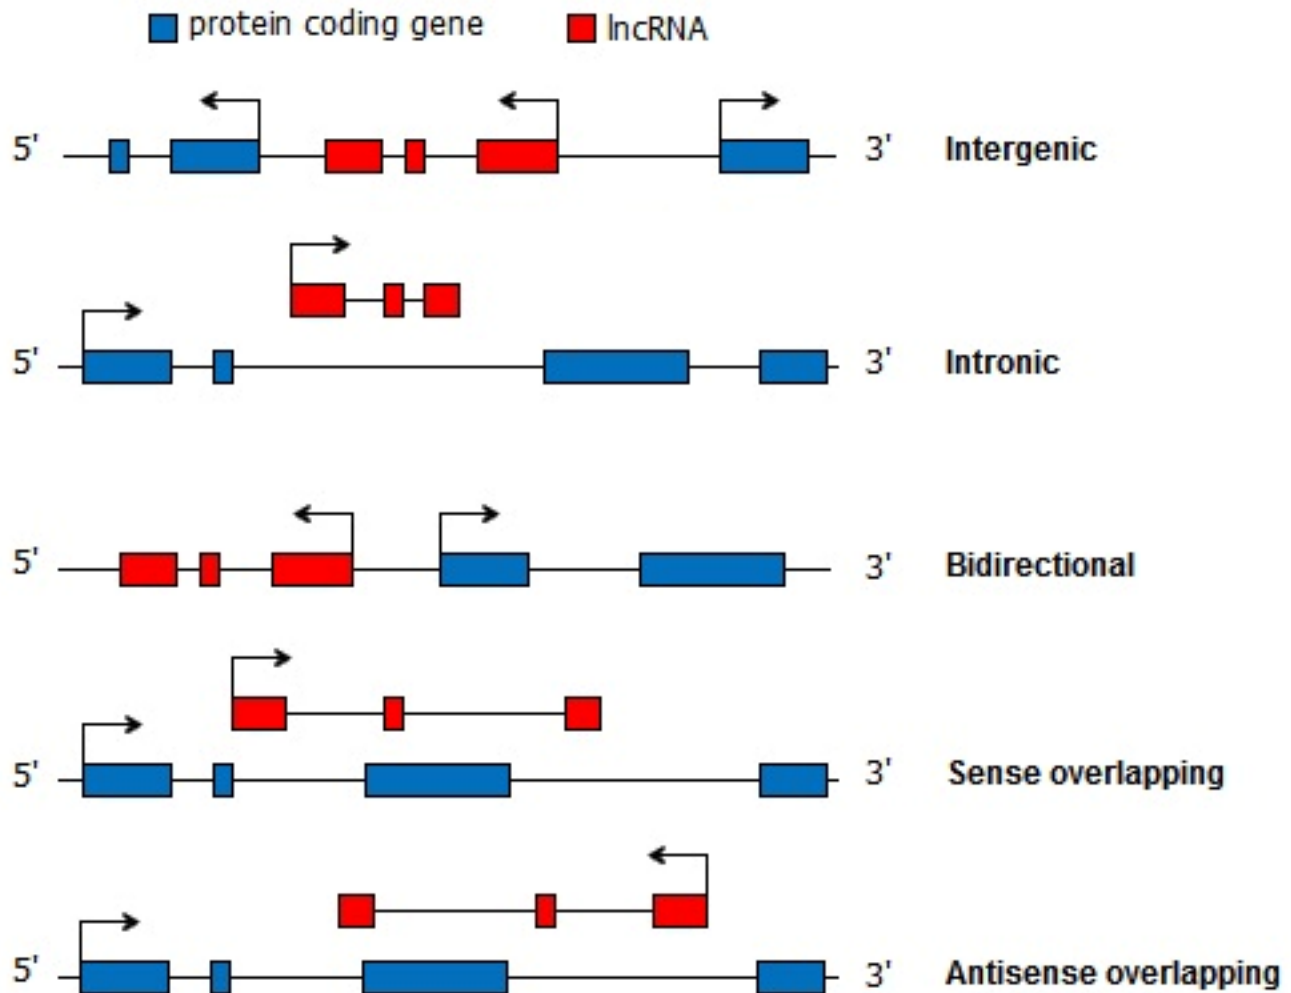 protein coding gene lncRNA
5' 3' Intergenic
5' 3' Intronic
5' 3' Bidirectional
5' 3' Sense overlapping
5' 3' Antisense overlapping